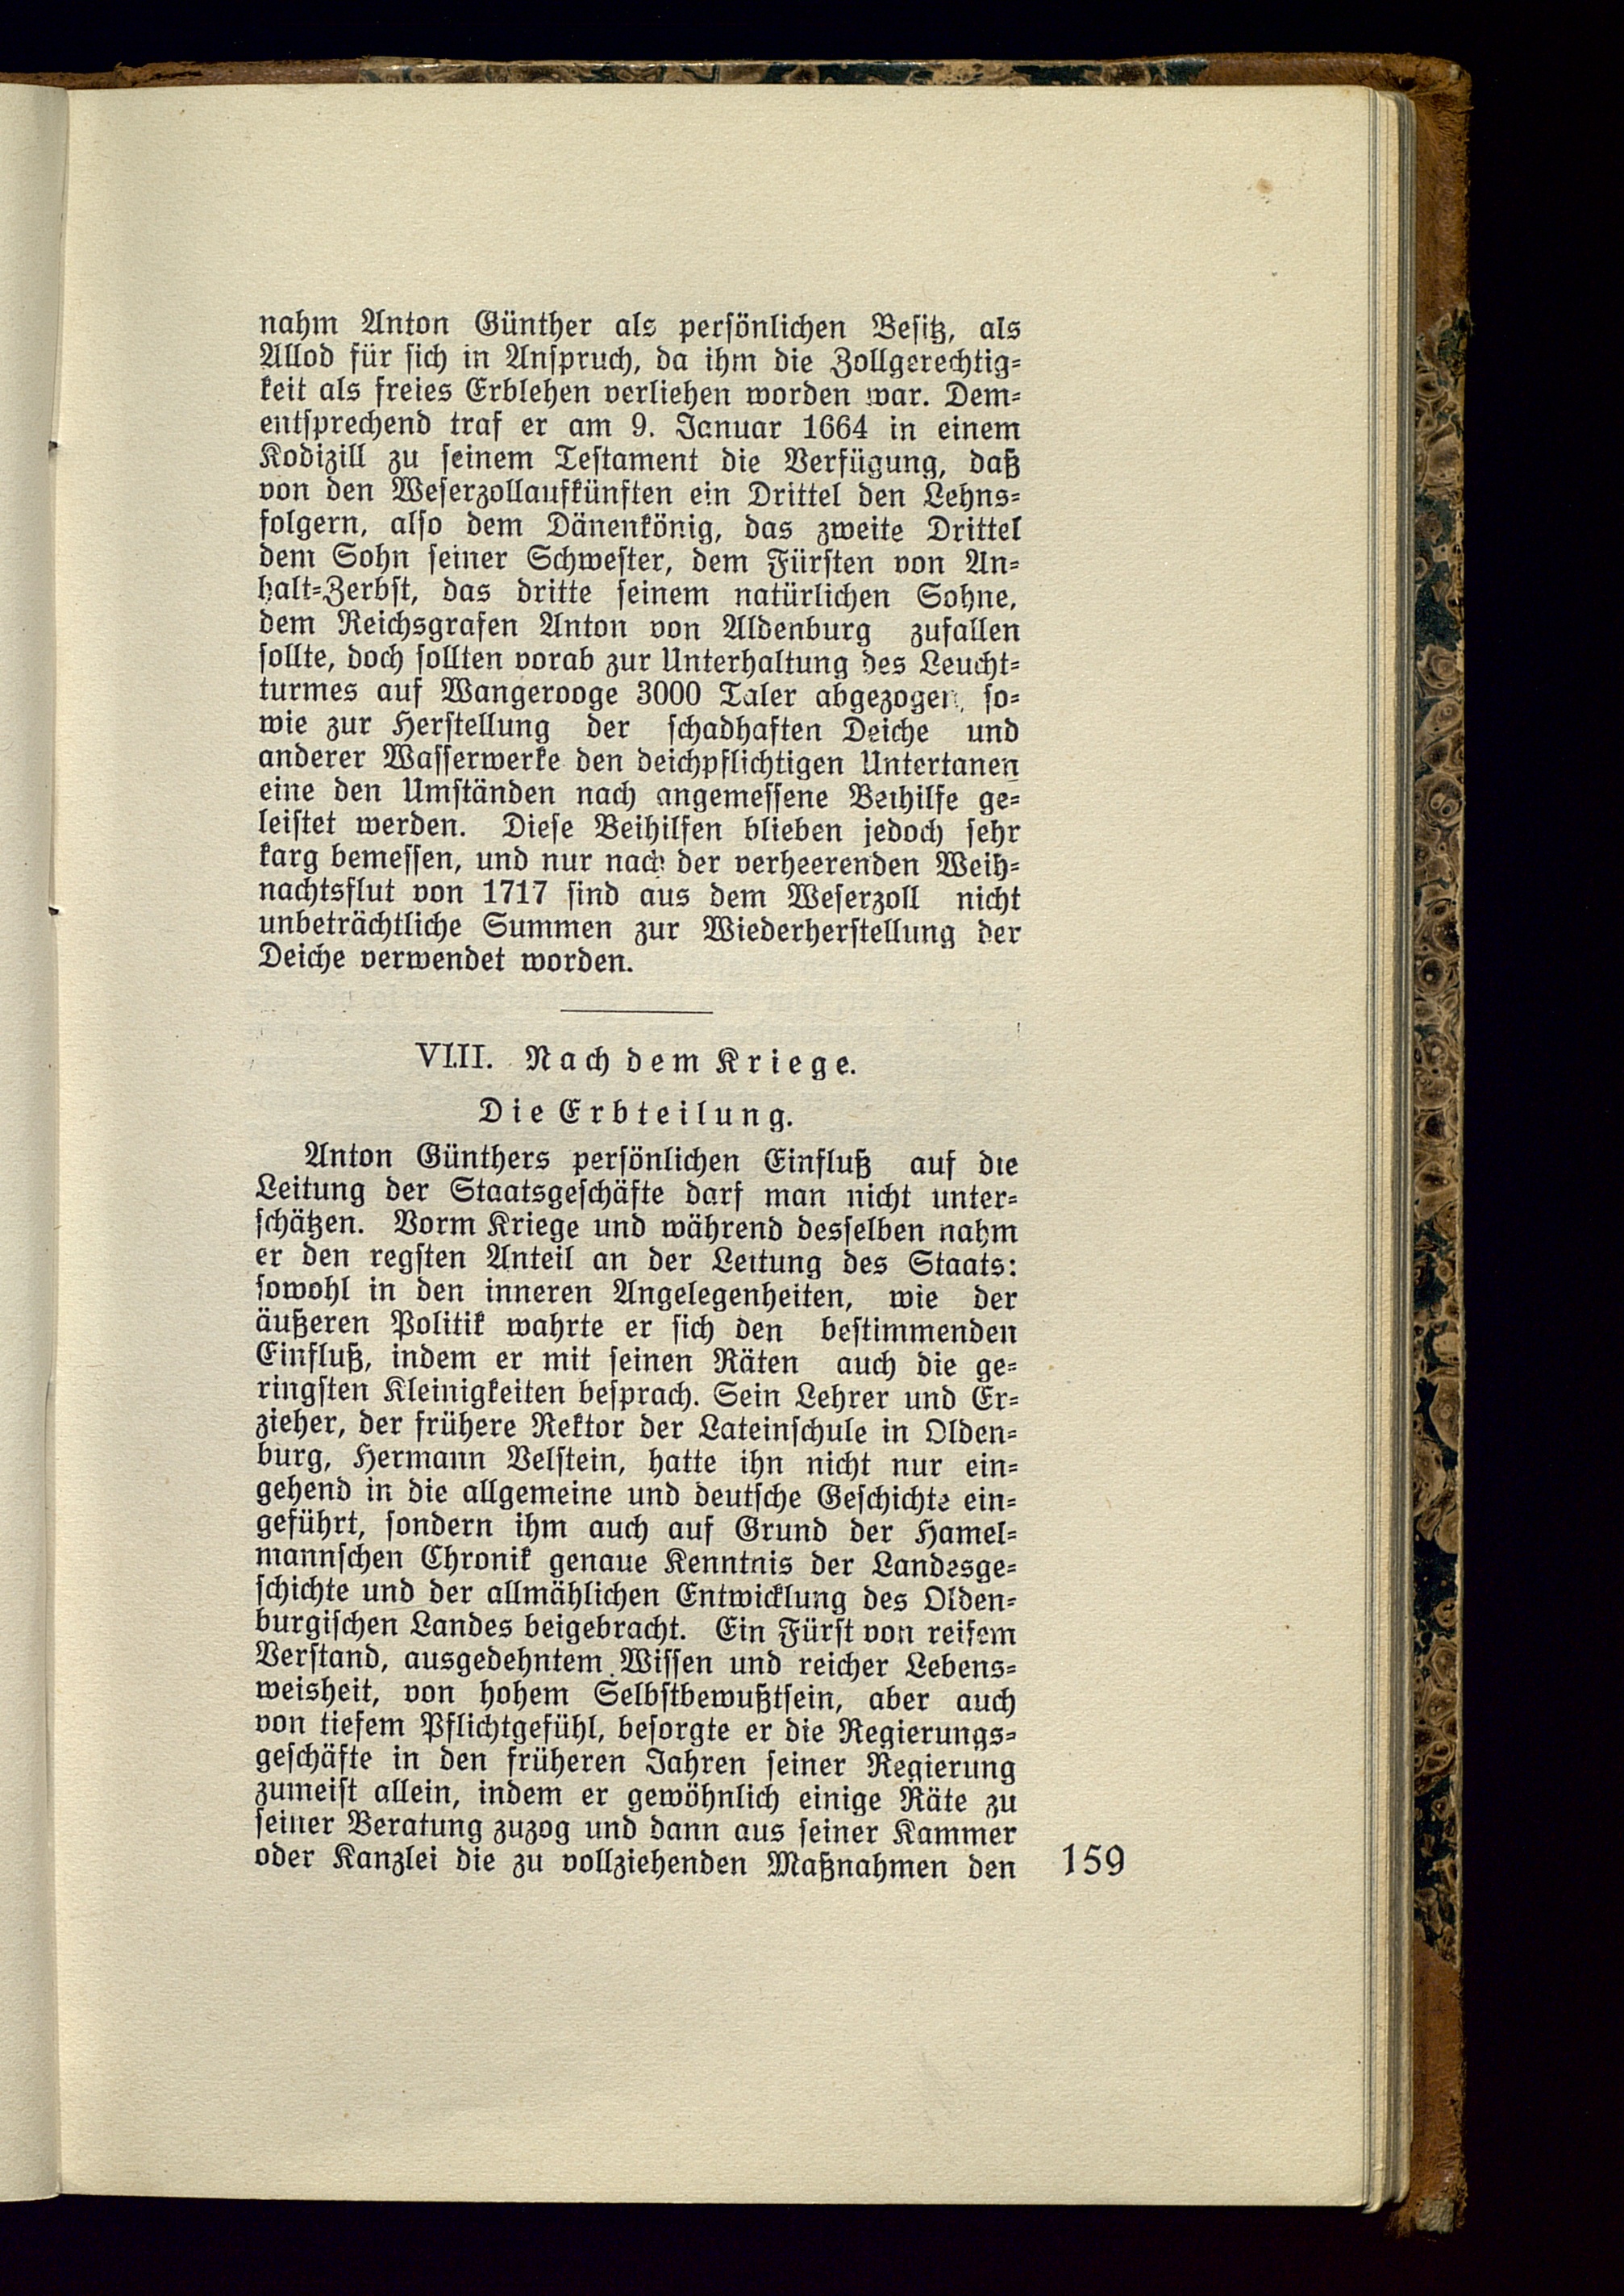 nahm Anton Günther als persönlichen Besitz, als
Allod für sich in Anspruch, da ihm die Zollgerechtig-
keit als freies Erblehen verliehen worden war. Dem-
entsprechend traf er am 9. Januar 1664 in einem
Kodizill zu seinem Testament die Verfügung, daß
von den Weserzollaufkünften ein Drittel den Lehns-
folgern, also dem Dänenkönig, das zweite Drittel
dem Sohn seiner Schwester, dem Fürsten von An-
halt-Zerbst, das dritte seinem natürlichen Sohne,
dem Reichsgrafen Anton von Aldenburg zufallen
sollte, doch sollten vorab zur Unterhaltung des Leucht-
turmes auf Wangerooge 3000 Taler abgezogen, so-
wie zur Herstellung der schadhaften Deiche und
anderer Wasserwerke den deichpflichtigen Untertanen
eine den Umständen nach angemessene Beihilfe ge-
leistet werden. Diese Beihilfen blieben jedoch sehr
karg bemessen, und nur nach der verheerenden Weih-
nachtsflut von 1717 sind aus dem Weserzoll nicht
unbeträchtliche Summen zur Wiederherstellung der
Deiche verwendet worden.
VIII. Nach dem Kriege.
Die Erbteilung.
Anton Günthers persönlichen Einfluß auf die
Leitung der Staatsgeschäfte darf man nicht unter-
schätzen. Vorm Kriege und während desselben nahm
er den regsten Anteil an der Leitung des Staats:
sowohl in den inneren Angelegenheiten, wie der
äußeren Politik wahrte er sich den bestimmenden
Einfluß, indem er mit seinen Räten auch die ge-
ringsten Kleinigkeiten besprach. Sein Lehrer und Er-
zieher, der frühere Rektor der Lateinschule in Olden-
burg, Hermann Velstein, hatte ihn nicht nur ein-
gehend in die allgemeine und deutsche Geschichte ein-
geführt, sondern ihm auch auf Grund der Hamel-
mannschen Chronik genaue Kenntnis der Landesge-
schichte und der allmählichen Entwicklung des Olden-
burgischen Landes beigebracht. Ein Fürst von reifem
Verstand, ausgedehntem Wissen und reicher Lebens-
weisheit, von hohem Selbstbewußtsein, aber auch
von tiefem Pflichtgefühl, besorgte er die Regierungs-
geschäfte in den früheren Jahren seiner Regierung
zumeist allein, indem er gewöhnlich einige Räte zu
seiner Beratung zuzog und dann aus seiner Kammer
oder Kanzlei die zu vollziehenden Maßnahmen den
159